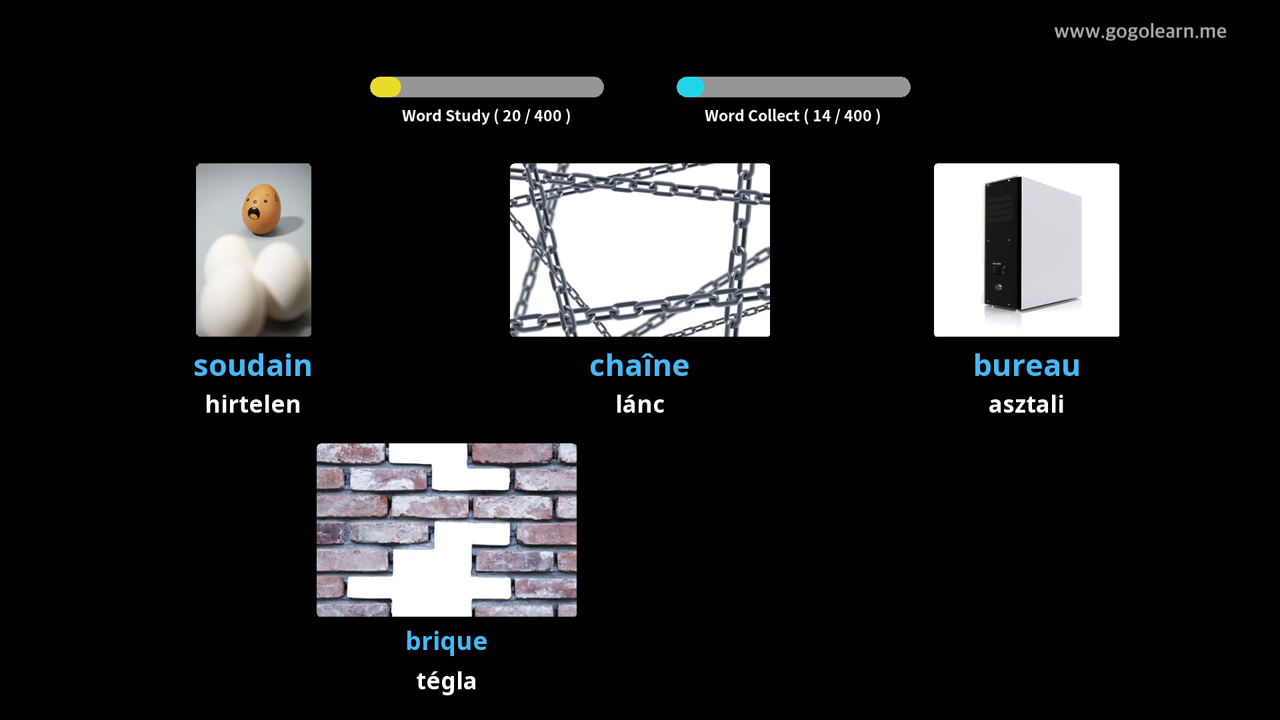 www.gogolearn.me
Word Study ( 20 / 400 )
Word Collect ( 14 / 400 )
soudain
hirtelen
chaîne
lánc
bureau
asztali
brique
tégla